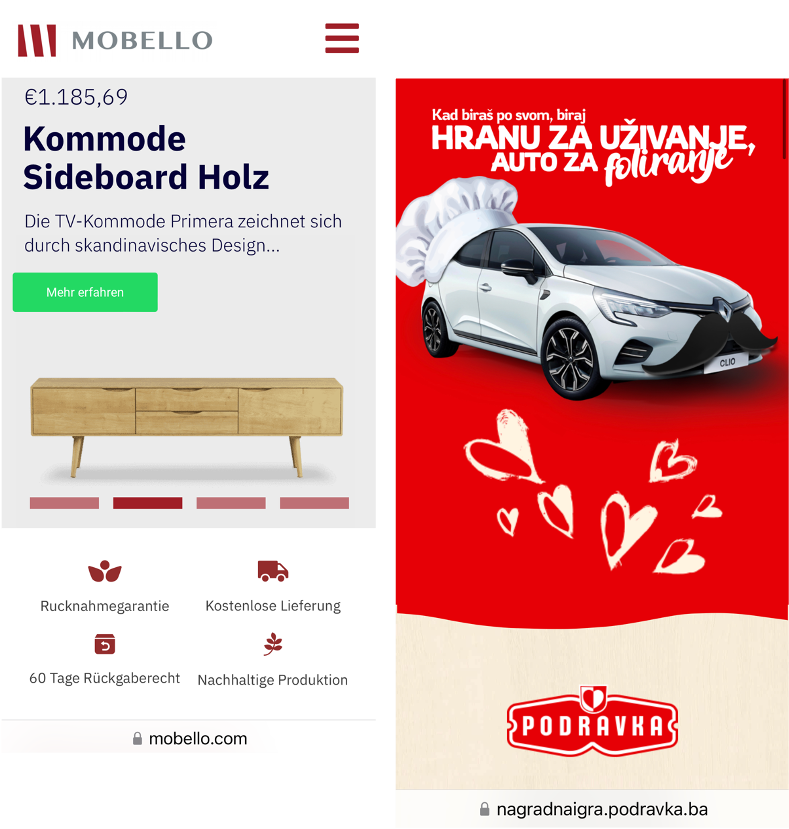 MOBELLO
€1.185,69
Kommode
Sideboard Holz
Die TV-Kommode Primera zeichnet sich
durch skandinavisches Design...
Mehr erfahren
Rucknahmegarantie
Kostenlose Lieferung
60 Tage Rückgaberecht
Nachhaltige Produktion
mobello.com
Kad biraš po svom, biraj
HRANU ZA UŽIVANJE,
AUTO ZA foliranje
CLIO
PODRAVKA
nagradnaigra.podravka.ba